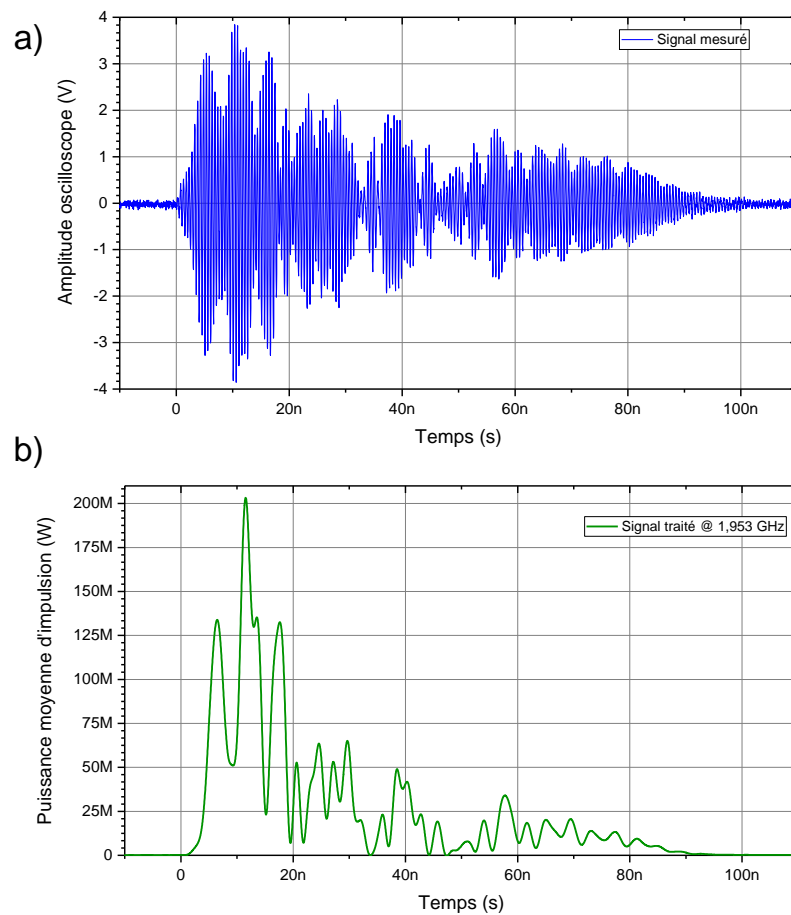 a)
4
3
2
1
0
-1
-2
-3
-4
Amplitude oscilloscope (V)
Signal mesuré
0 20n 40n 60n 80n 100n
Temps (s)
b)
200M
175M
150M
125M
100M
75M
50M
25M
0
Puissance moyenne d'impulsion (W)
Signal traité @ 1,953 GHz
0 20n 40n 60n 80n 100n
Temps (s)